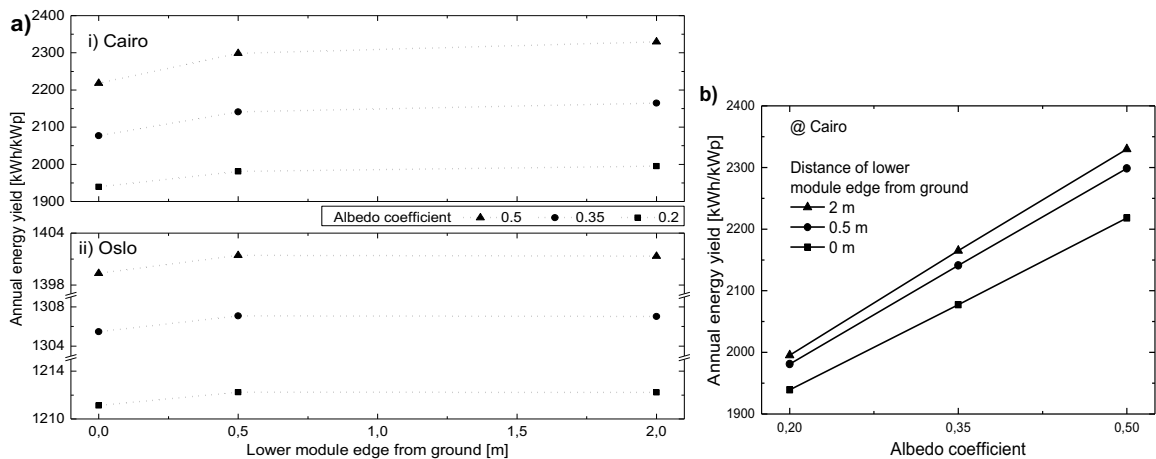 a)
i) Cairo
2400
2300
2200
2100
2000
1900
Annual energy yield [kWh/kWp]
Albedo coefficient 0.5 0.35 0.2
ii) Oslo
1404
1398
1308
1304
1214
1210
0,0 0,5 1,0 1,5 2,0
Lower module edge from ground [m]
b)
@ Cairo
Distance of lower
module edge from ground
2 m
0.5 m
0 m
2400
2300
2200
2100
2000
1900
Annual energy yield [kWh/kWp]
0,20 0,35 0,50
Albedo coefficient